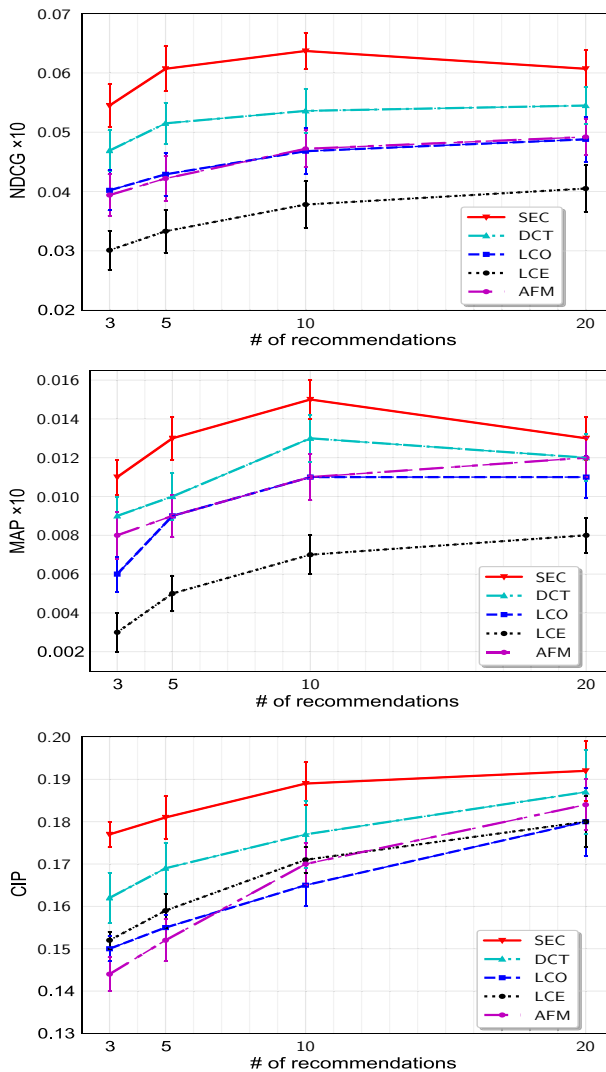 0.07
0.06
0.05
0.04
0.03
0.02
NDCG ×10
SEC
DCT
LCO
LCE
AFM
3 5 10 20
# of recommendations
0.016
0.014
0.012
0.010
0.008
0.006
0.004
0.002
MAP ×10
SEC
DCT
LCO
LCE
AFM
3 5 10 20
# of recommendations
0.20
0.19
0.18
0.17
0.16
0.15
0.14
0.13
CIP
SEC
DCT
LCO
LCE
AFM
3 5 10 20
# of recommendations